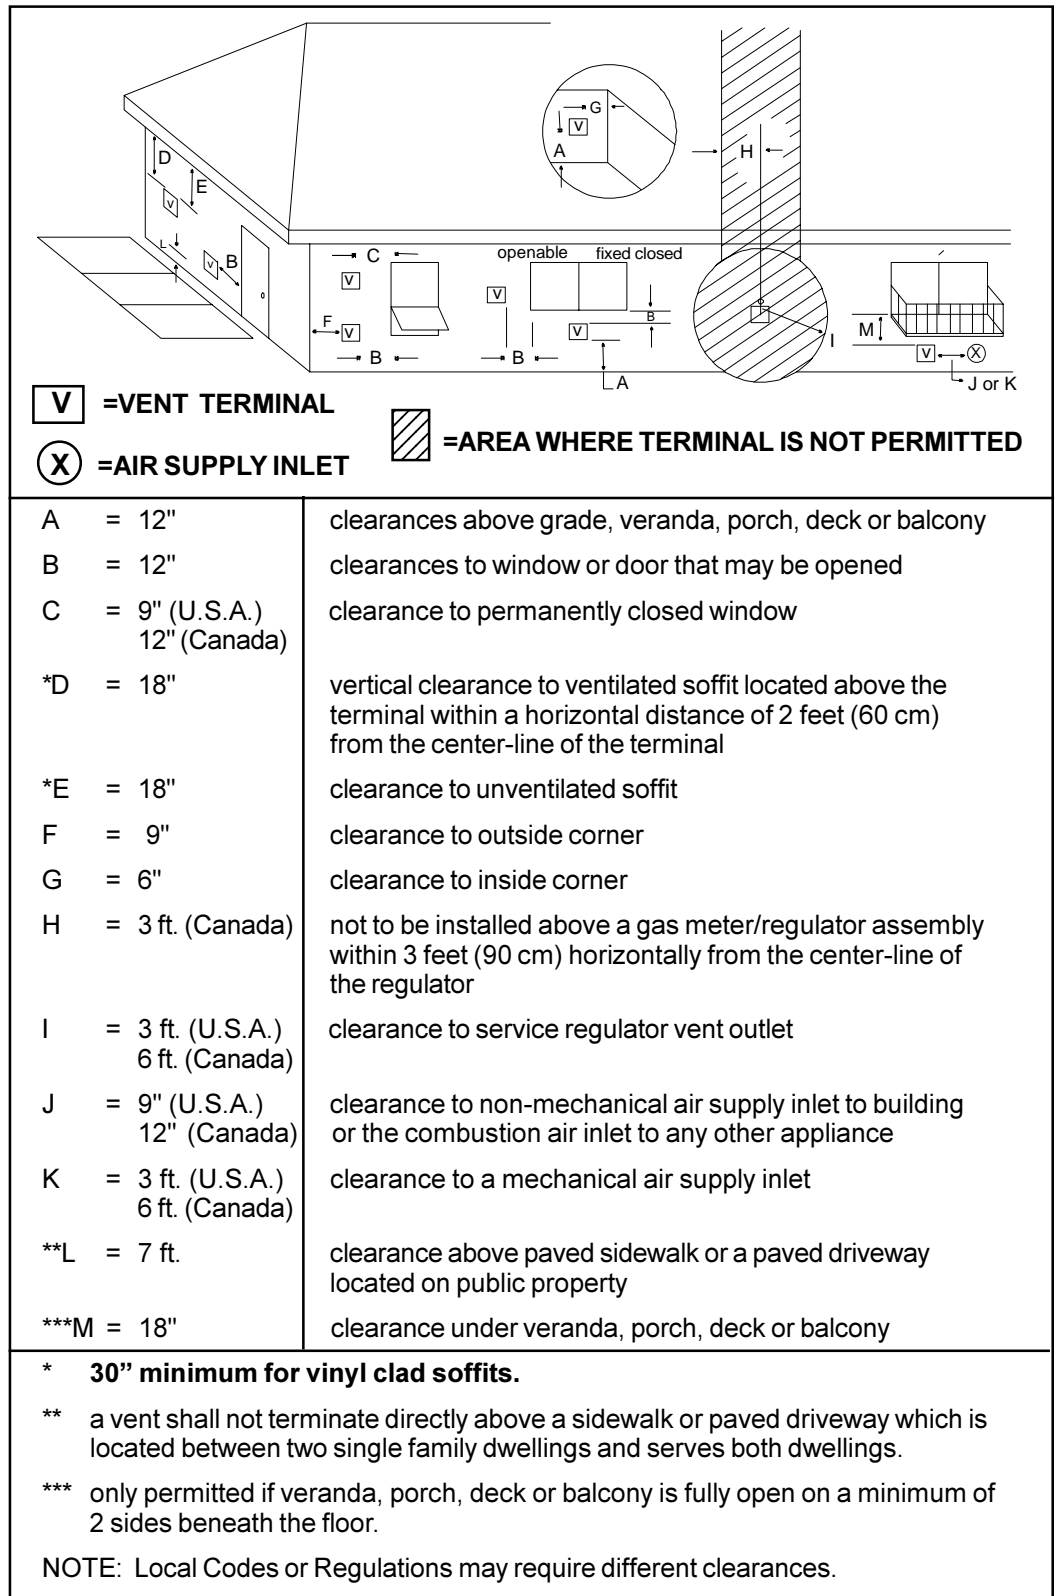 G
V
A
H
D
E
V
L
V
B
C
openable
fixed closed
V
V
F
V
V
B
B
B
A
I
M
V
X
J or K
V =VENT TERMINAL
X =AIR SUPPLY INLET
=AREA WHERE TERMINAL IS NOT PERMITTED
A = 12" clearances above grade, veranda, porch, deck or balcony
B = 12" clearances to window or door that may be opened
C = 9" (U.S.A.) clearance to permanently closed window
12" (Canada)
*D = 18" vertical clearance to ventilated soffit located above the
terminal within a horizontal distance of 2 feet (60 cm)
from the center-line of the terminal
*E = 18" clearance to unventilated soffit
F = 9" clearance to outside corner
G = 6" clearance to inside corner
H = 3 ft. (Canada) not to be installed above a gas meter/regulator assembly
within 3 feet (90 cm) horizontally from the center-line of
the regulator
I = 3 ft. (U.S.A.) clearance to service regulator vent outlet
6 ft. (Canada)
J = 9" (U.S.A.) clearance to non-mechanical air supply inlet to building
12" (Canada) or the combustion air inlet to any other appliance
K = 3 ft. (U.S.A.) clearance to a mechanical air supply inlet
6 ft. (Canada)
**L = 7 ft. clearance above paved sidewalk or a paved driveway
located on public property
***M = 18" clearance under veranda, porch, deck or balcony
* 30” minimum for vinyl clad soffits.
** a vent shall not terminate directly above a sidewalk or paved driveway which is
located between two single family dwellings and serves both dwellings.
*** only permitted if veranda, porch, deck or balcony is fully open on a minimum of
2 sides beneath the floor.
NOTE: Local Codes or Regulations may require different clearances.